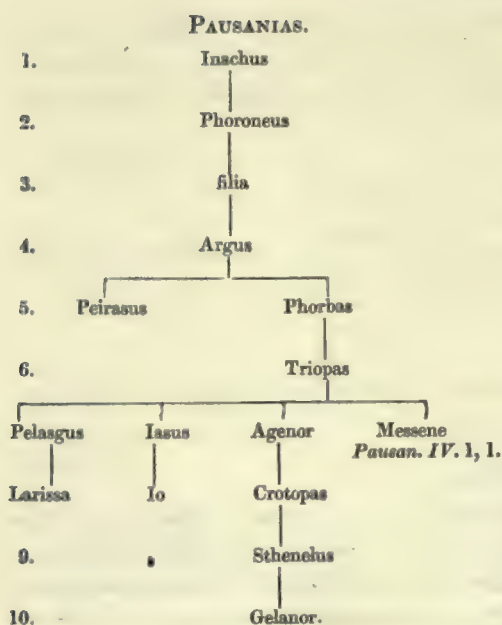 PAUSANIAS.
1. Inachus
2. Phoroneus
3. filia
4. Argus
5. Peirasus Phorbas
6. Triopas
Pelasgus Iasus Agenor Messene
Pausan. IV. 1, 1.
Larissa Io Crotopas
9. Sthenelus
10. Gelanor.